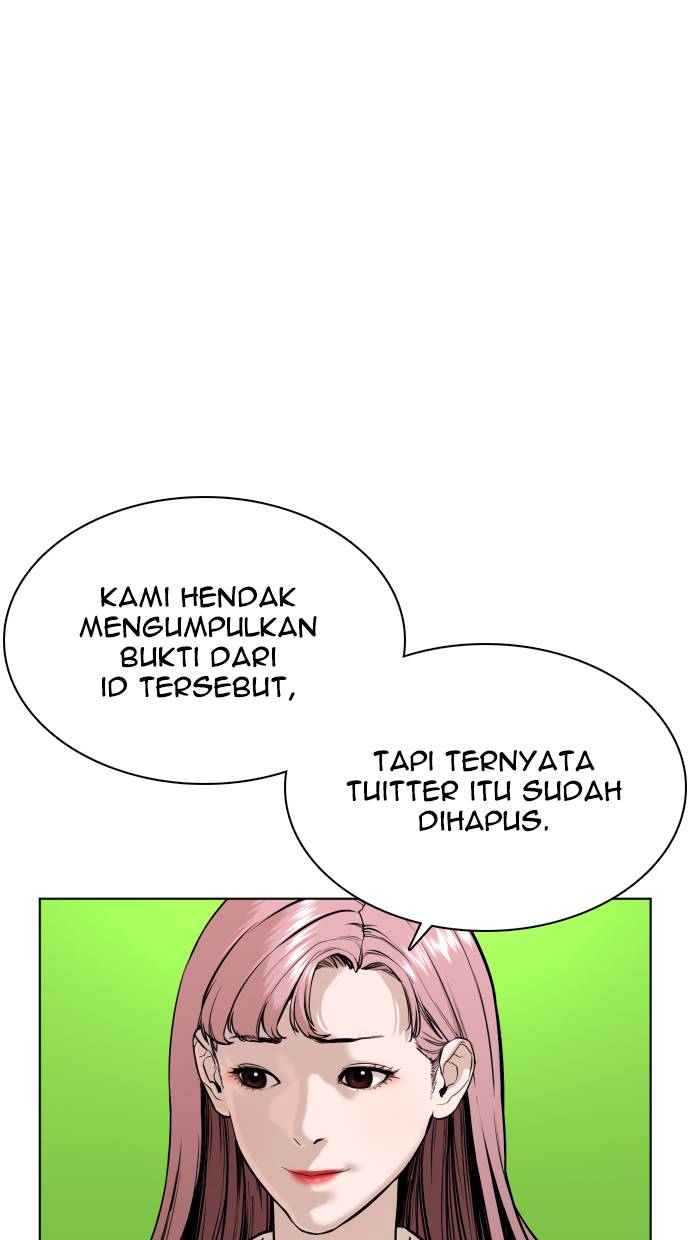 KAMI HENDAK
MENGUMPULKAN
BUKTI DARI
ID TERSEBUT,
TAPI TERNYATA
TUITTER ITU SUDAH
DIHAPUS.